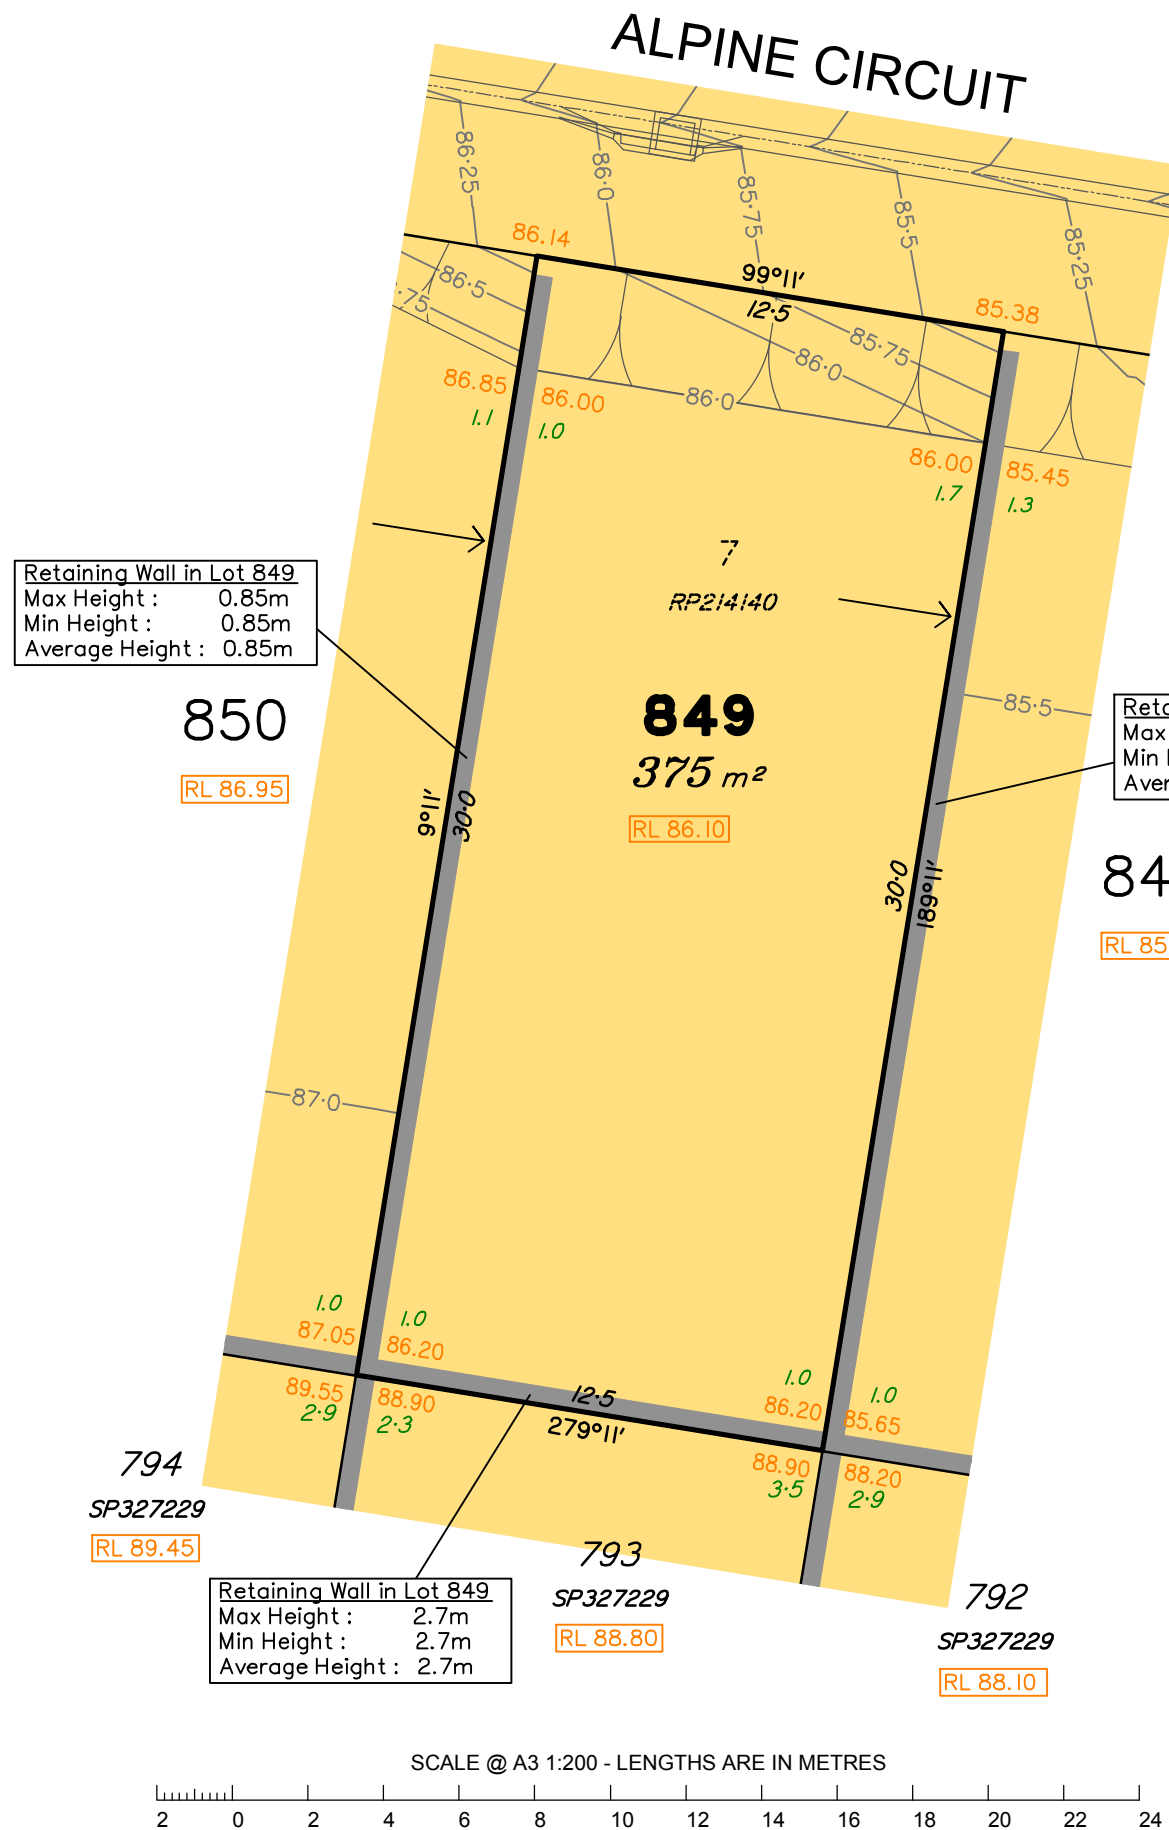 ALPINE CIRCUIT
86·25
86·0
85·75
85·5
85·25
86.14
99°11'
12·5
85.38
86·5
·75
85·75
86·0
86·0
86.85
86.00
1.1
1.0
86.00
85.45
1.7
1.3
7
RP214140
Retaining Wall in Lot 849
Max Height : 0.85m
Min Height : 0.85m
Average Height : 0.85m
850
RL 86.95
849
375 m²
RL 86.10
85·5
Reta
Max
Min
Aver
84
RL 85
9°11'
30·0
30·0
189°11'
87·0
1.0
1.0
87.05
86.20
89.55
88.90
2·9
2·3
12·5
279°11'
1.0
1.0
86.20
85.65
88.90
88.20
3·5
2·9
794
SP327229
RL 89.45
793
SP327229
RL 88.80
792
SP327229
RL 88.10
Retaining Wall in Lot 849
Max Height : 2.7m
Min Height : 2.7m
Average Height : 2.7m
SCALE @ A3 1:200 - LENGTHS ARE IN METRES
2 0 2 4 6 8 10 12 14 16 18 20 22 24